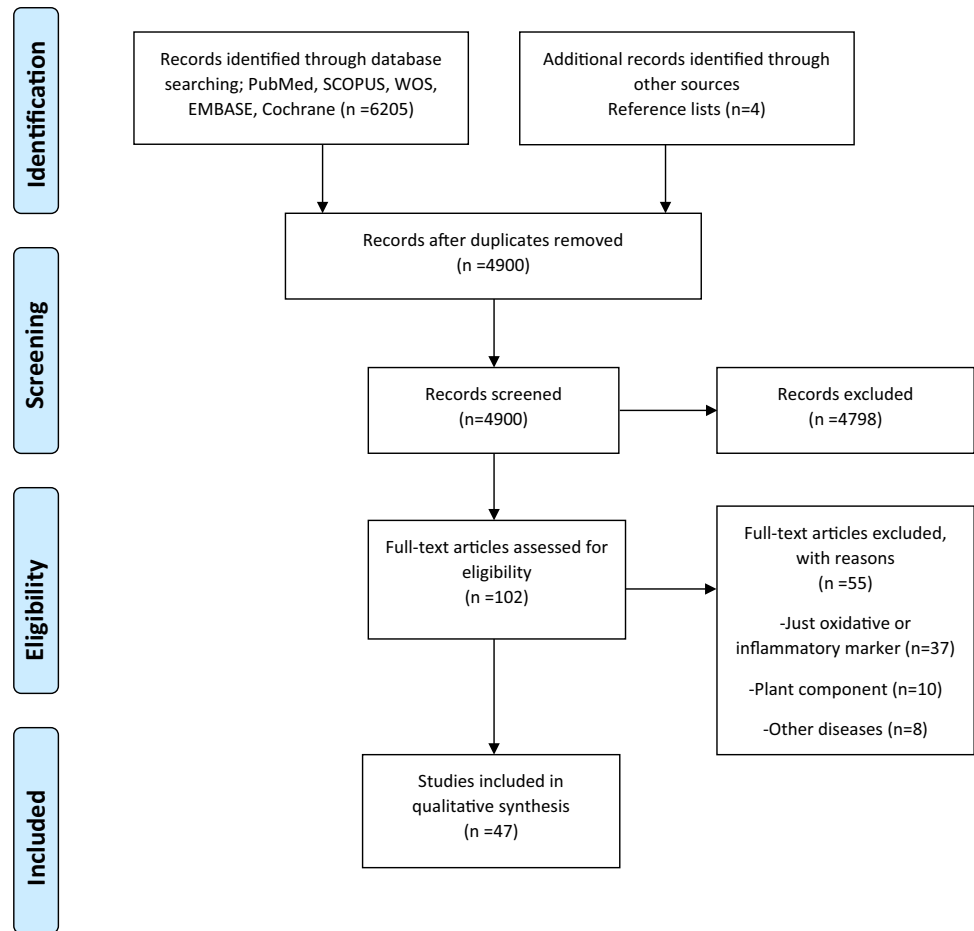 Identification
Records identified through database
searching; PubMed, SCOPUS, WOS,
EMBASE, Cochrane (n =6205)
Additional records identified through
other sources
Reference lists (n=4)
Records after duplicates removed
(n =4900)
Screening
Records screened
(n=4900)
Records excluded
(n =4798)
Eligibility
Full-text articles assessed for
eligibility
(n =102)
Full-text articles excluded,
with reasons
(n =55)
-Just oxidative or
inflammatory marker (n=37)
-Plant component (n=10)
-Other diseases (n=8)
Included
Studies included in
qualitative synthesis
(n =47)